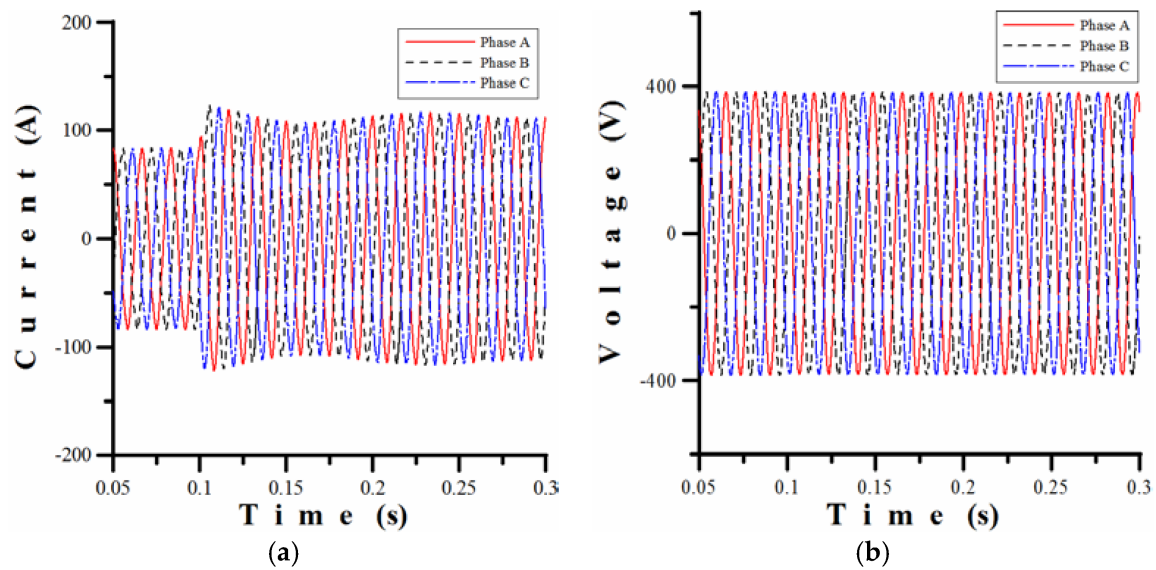 200
100
0
-100
-200
Current (A)
Phase A
Phase B
Phase C
0.05
0.1
0.15
0.2
0.25
0.3
Time (s)
(a)
400
0
-400
Voltage (V)
Phase A
Phase B
Phase C
0.05
0.1
0.15
0.2
0.25
0.3
Time (s)
(b)